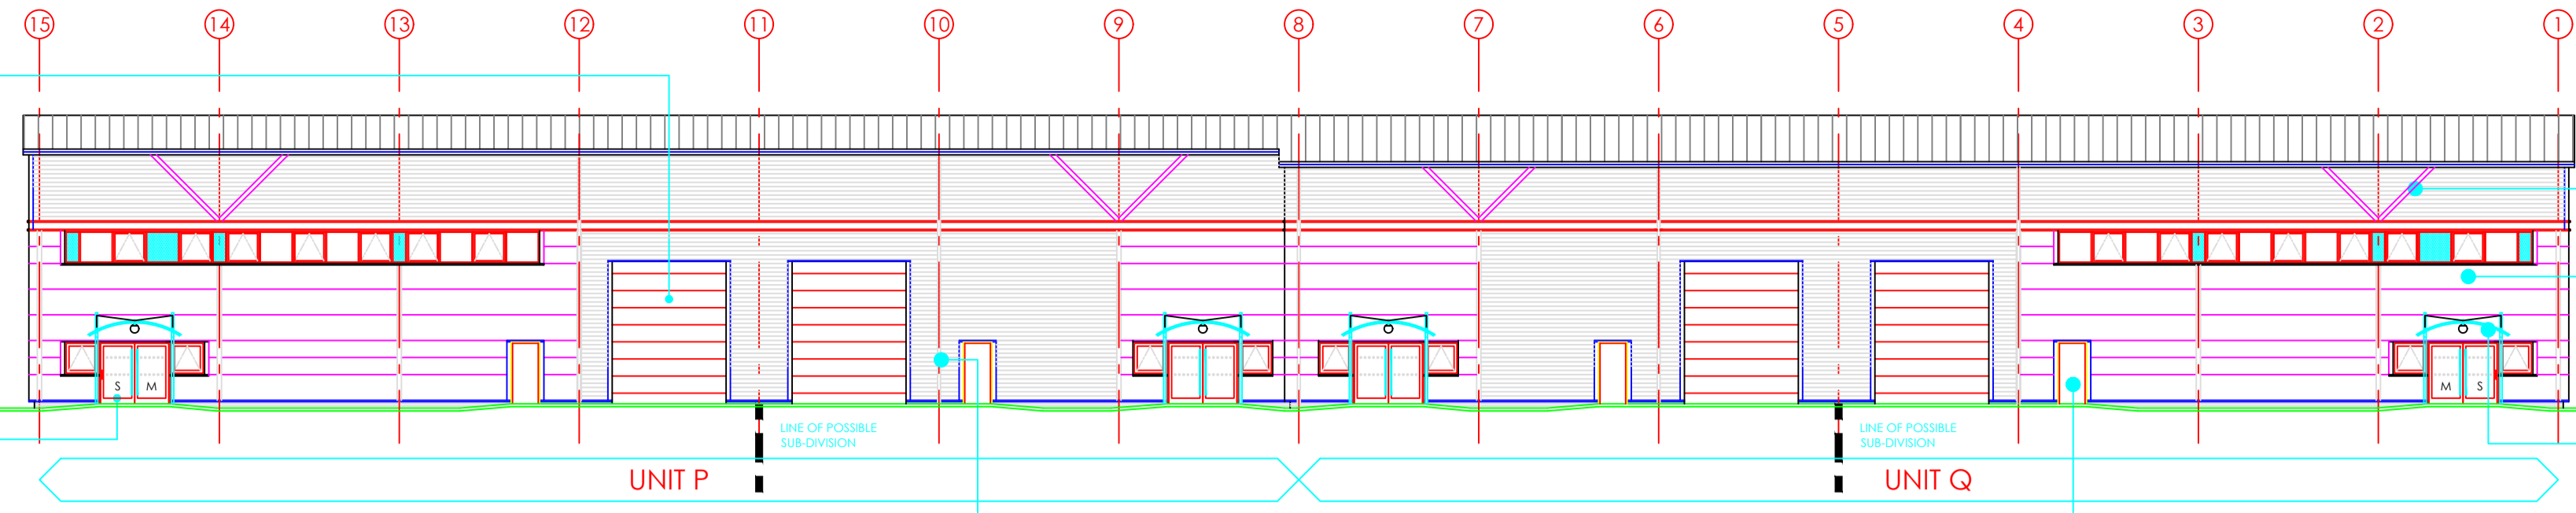 15 14 13 12 11 10 9 8 7 6 5 4 3 2 1
S M
M S
LINE OF POSSIBLE
SUB-DIVISION
LINE OF POSSIBLE
SUB-DIVISION
UNIT P
UNIT Q